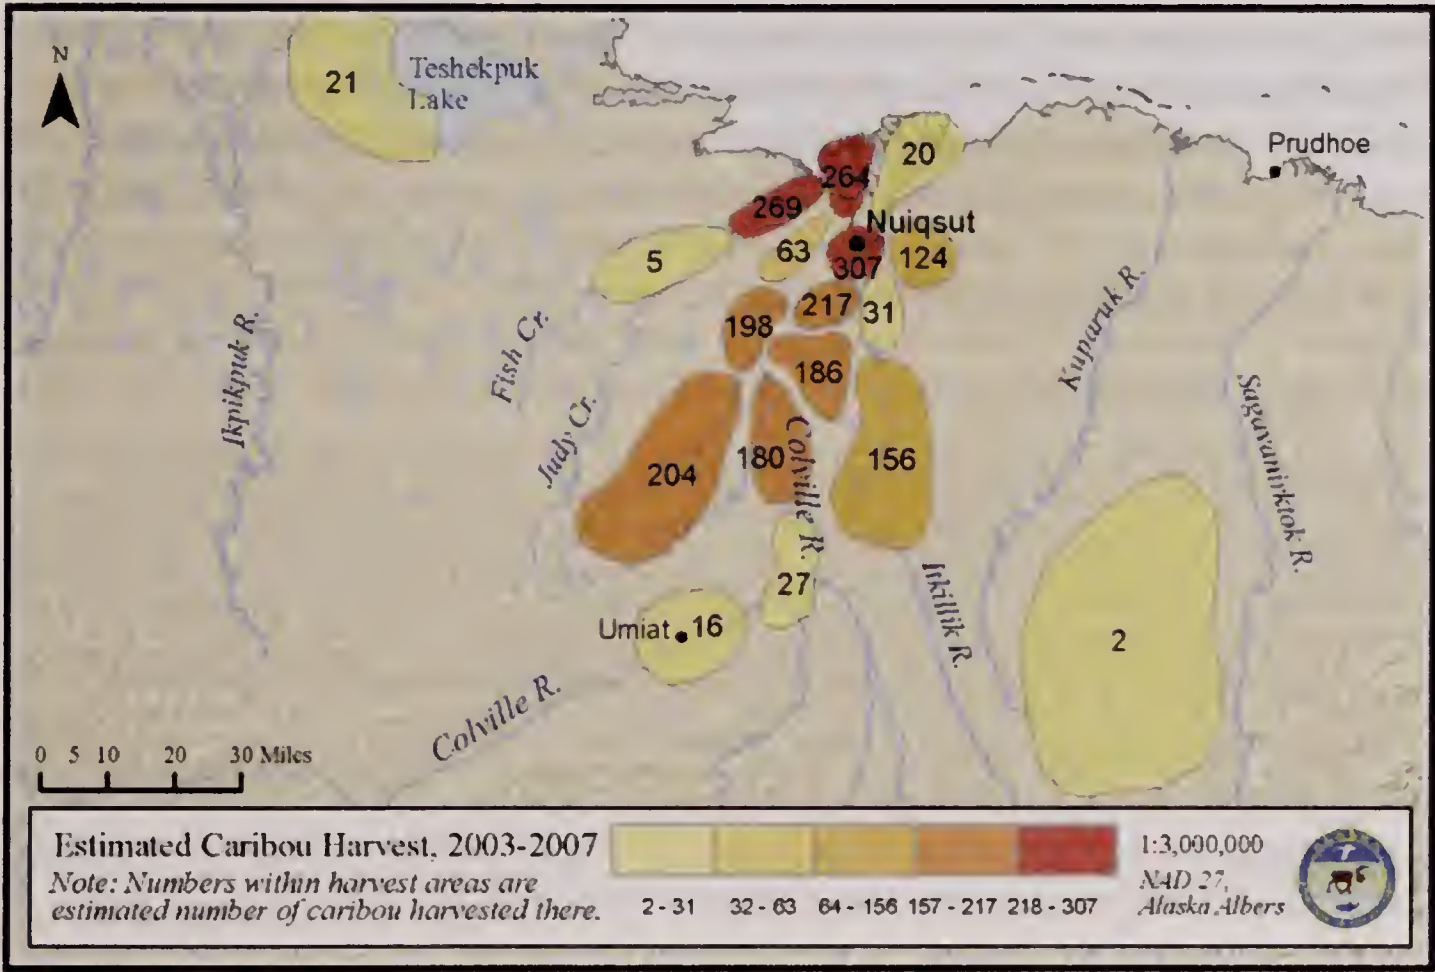 N
21
Teshekpuk
Lake
20
Prudhoe
264
269
Nuiqsut
63
5
307
124
217
31
198
Kuparuk R.
Ikpikpuk R.
Fish Cr.
186
Judy Cr.
Sagavanirktok R.
204
180
Colville R.
156
27
Itkillik R.
Umiat
16
2
Colville R.
0 5 10 20 30 Miles
Estimated Caribou Harvest, 2003-2007
Note: Numbers within harvest areas are
estimated number of caribou harvested there.
2 - 31 32 - 63 64 - 156 157 - 217 218 - 307
1:3,000,000
NAD 27,
Alaska Albers